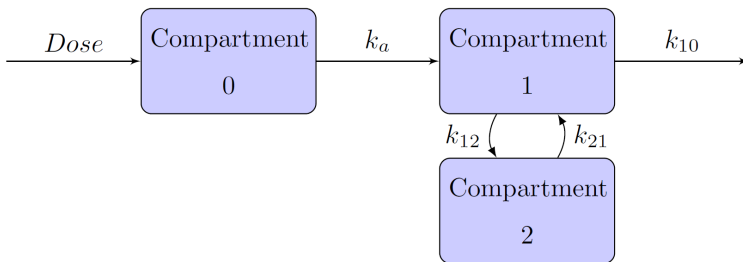 Dose
Compartment
0
k_a
Compartment
1
k_10
k_12
k_21
Compartment
2